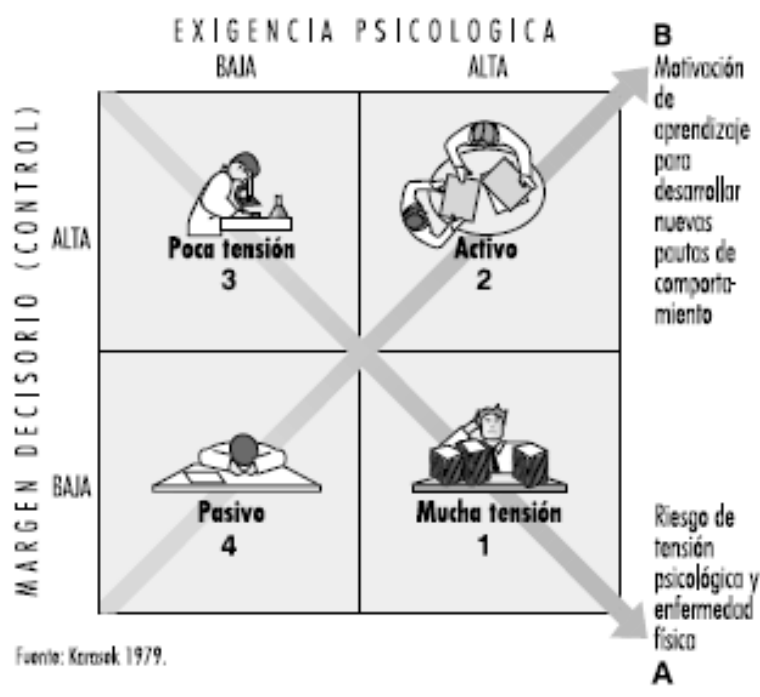 EXIGENCIA PSICOLOGICA
BAJA
ALTA
B
Motivación
de
aprendizaje
para
desarrollar
nuevas
pautas de
comporta-
miento
MARGEN DECISORIO (CONTROL)
ALTA
Poca tensión
3
Activo
2
BAJA
Pasivo
4
Mucha tensión
1
Riesgo de
tensión
psicológica y
enfermedad
física
A
Fuente: Karasek 1979.